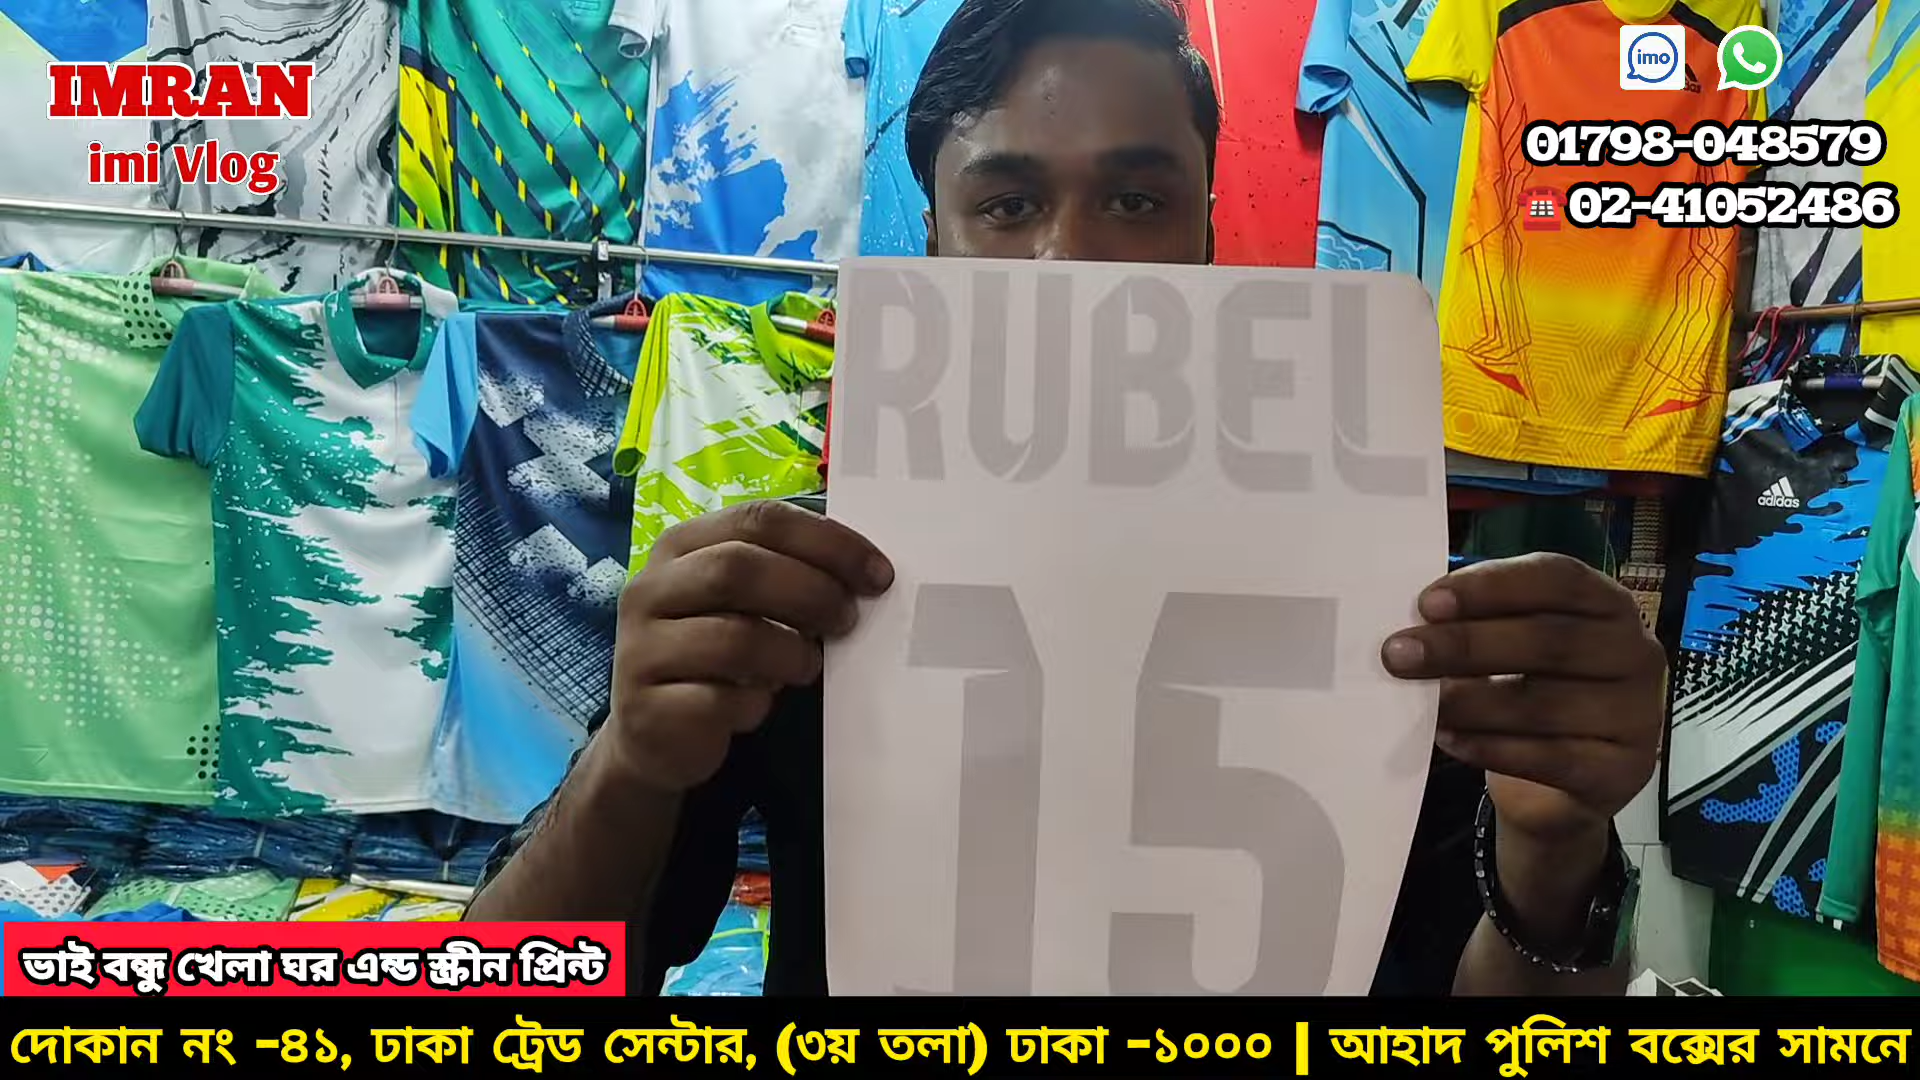 IMRAN
imi Vlog
imo
01798-048579
02-41052486
RUBEL
15
adidas
ভাই বন্ধু খেলা ঘর এন্ড স্ক্রীন প্রিন্ট
দোকান নং -৪১, ঢাকা ট্রেড সেন্টার, (৩য় তলা) ঢাকা -১০০০ | আহাদ পুলিশ বক্সের সামনে